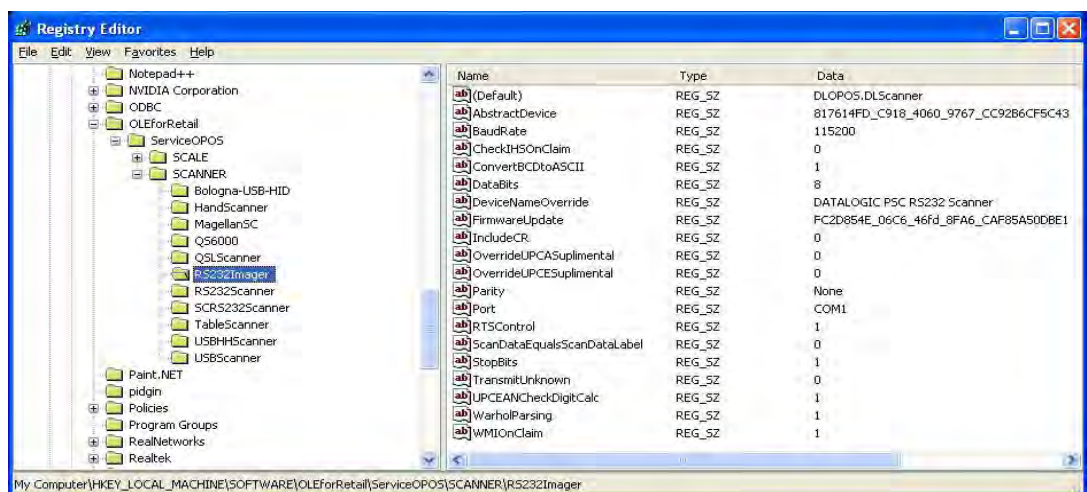 Registry Editor
File Edit View Favorites Help
Notepad++
NVIDIA Corporation
ODBC
OLEforRetail
ServiceOPOS
SCALE
SCANNER
Bologna-USB-HID
HandScanner
MagellanSC
QS6000
QSLScanner
RS232Imager
RS232Scanner
SCRS232Scanner
TableScanner
USBHHScanner
USBScanner
Paint.NET
pidgin
Policies
Program Groups
RealNetworks
Realtek
Name Type Data
(Default) REG_SZ DLOPOS.DLScanner
AbstractDevice REG_SZ 817614FD_C918_4060_9767_CC92B6CF5C43
BaudRate REG_SZ 115200
CheckIHSOnClaim REG_SZ 0
ConvertBCDtoASCII REG_SZ 1
DataBits REG_SZ 8
DeviceNameOverride REG_SZ DATALOGIC PSC RS232 Scanner
FirmwareUpdate REG_SZ FC2D854E_06C6_46fd_8FA6_CAF85A50DBE1
IncludeCR REG_SZ 0
OverrideUPCASuplimental REG_SZ 0
OverrideUPCESuplimental REG_SZ 0
Parity REG_SZ None
Port REG_SZ COM1
RTSControl REG_SZ 1
ScanDataEqualsScanDataLabel REG_SZ 0
StopBits REG_SZ 1
TransmitUnknown REG_SZ 0
UPCEANCheckDigitCalc REG_SZ 1
WarholParsing REG_SZ 1
WMIOnClaim REG_SZ 1
My Computer\HKEY_LOCAL_MACHINE\SOFTWARE\OLEforRetail\ServiceOPOS\SCANNER\RS232Imager